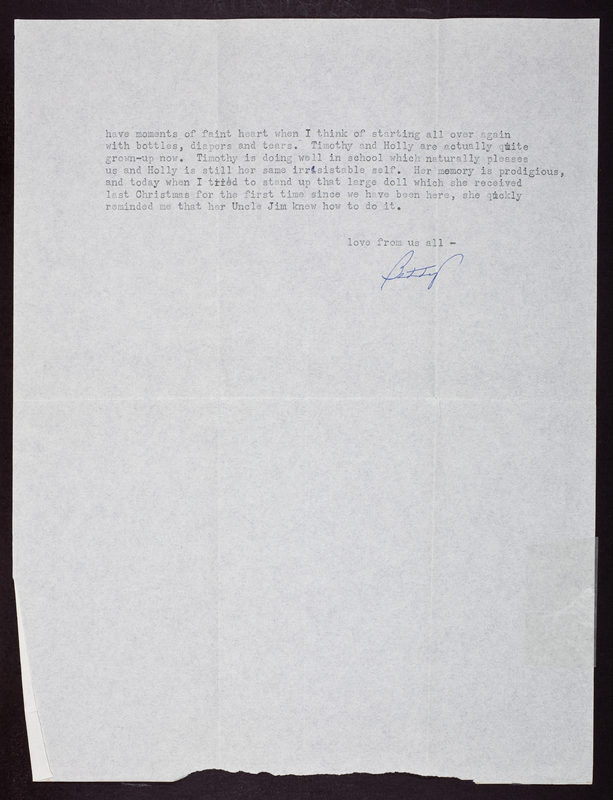 have moments of faint heart when I think of starting all over again
with bottles, diapers and tears. Timothy and Holly are actually quite
grown-up now. Timothy is doing well in school which naturally pleases
us and Holly is still her same irresistable self. Her memory is prodigious,
and today when I tried to stand up that large doll which she received
last Christmas for the first time since we have been here, she quickly
reminded me that her Uncle Jim knew how to do it.
love from us all -
Betty